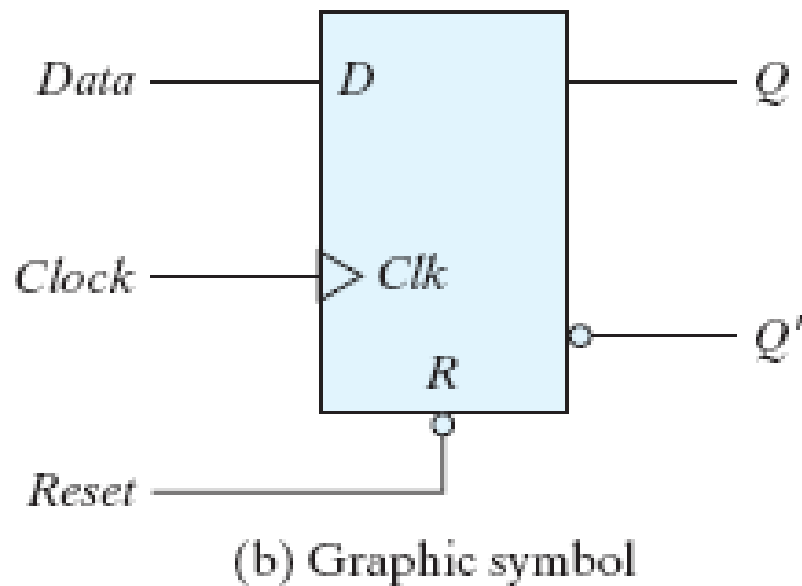 Data
D
Q
Clock
Clk
Q'
R
Reset
(b) Graphic symbol